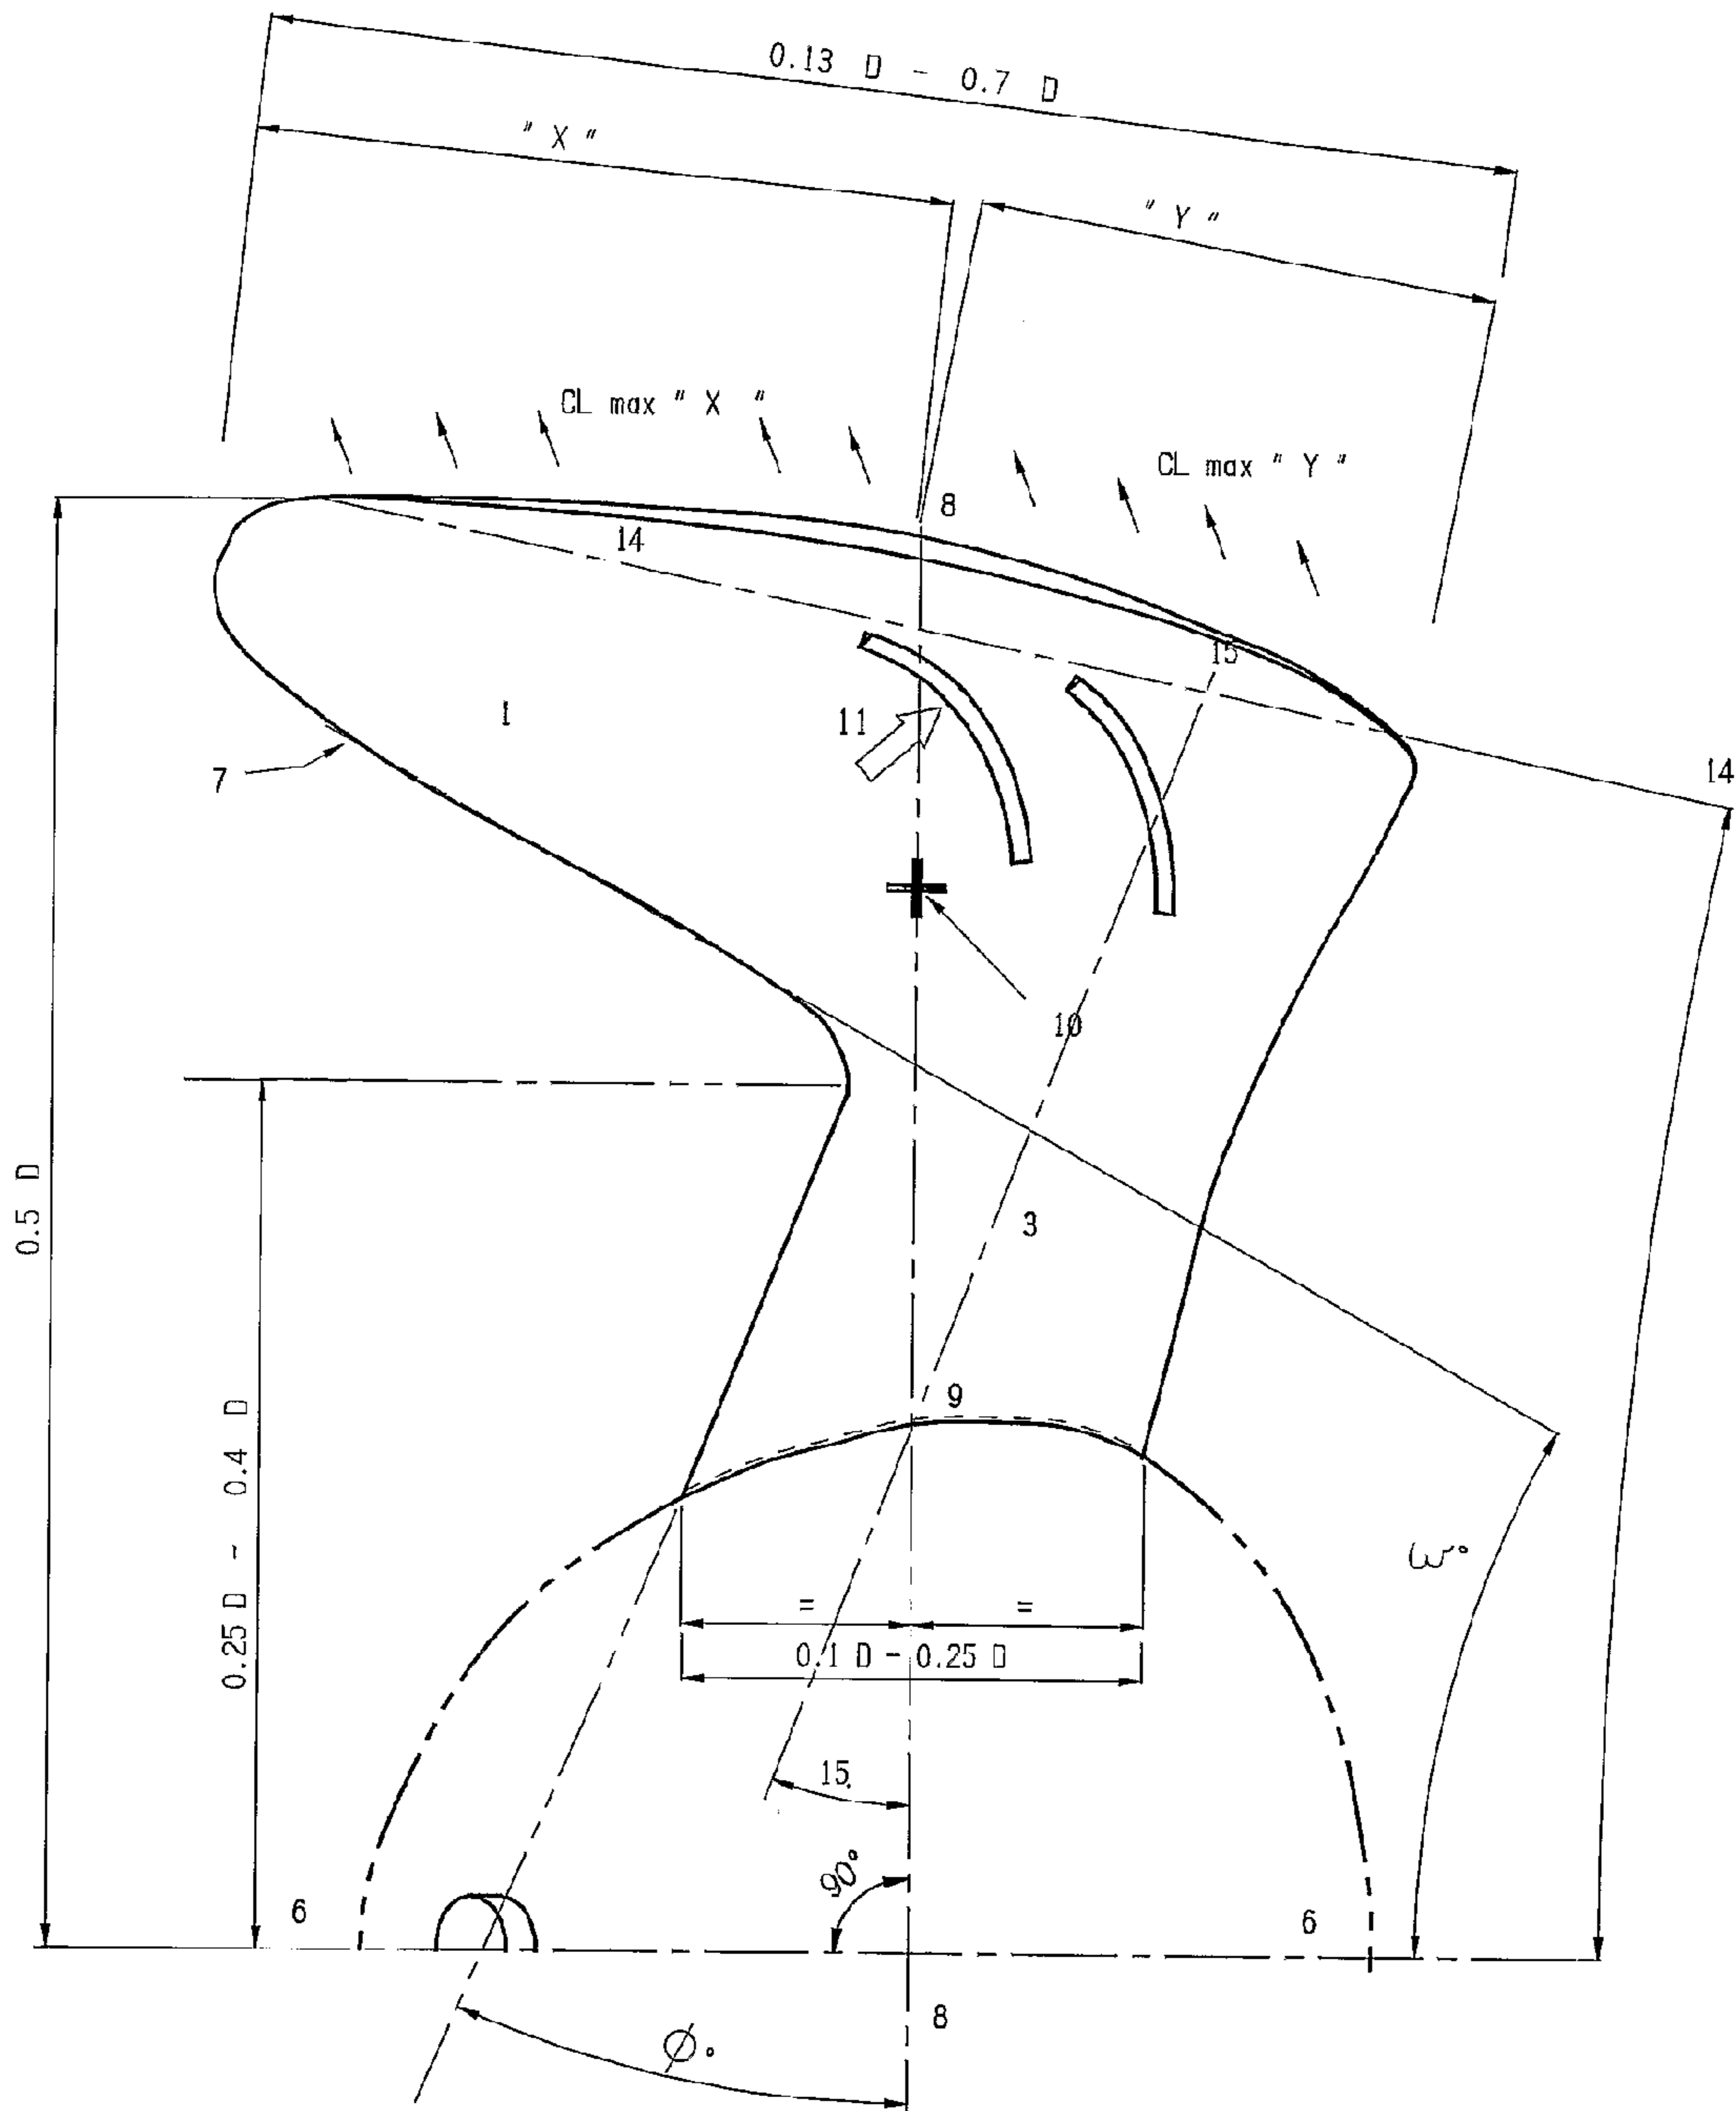 0.13 D - 0.7 D
" X "
" Y "
CL max " X "
CL max " Y "
8
14
15
1
11
7
14
10
3
0.5 D
0.25 D - 0.4 D
9
ω°
=
=
0.1 D - 0.25 D
15
90°
6
6
8
Ø°